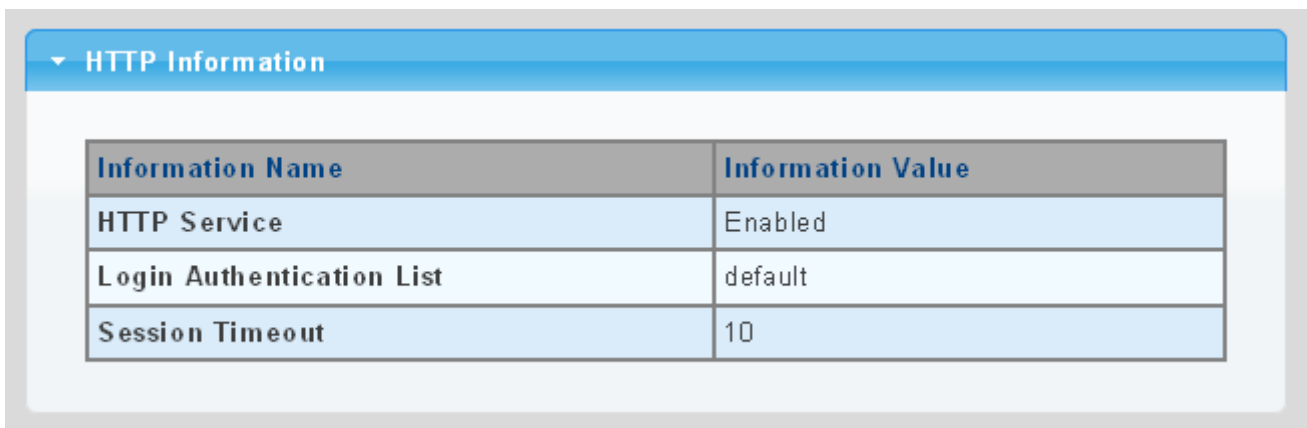 HTTP Information
Information Name Information Value
HTTP Service Enabled
Login Authentication List default
Session Timeout 10